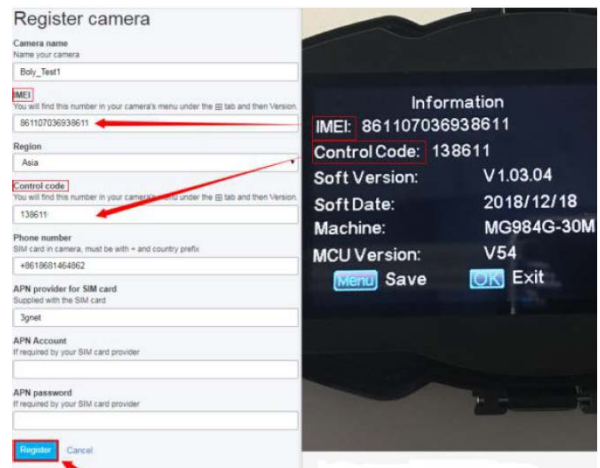 Register camera
Camera name
Name your camera
Boly_Test1
IMEI
You will find this number in your camera's menu under the ⊞ tab and then Version.
861107036938611
Region
Asia
Control code
You will find this number in your camera's menu under the ⊞ tab and then Version.
138611
Phone number
SIM card in camera, must be with + and country prefix
+8618681464862
APN provider for SIM card
Supplied with the SIM card
3gnet
APN Account
If required by your SIM card provider
APN password
If required by your SIM card provider
Register Cancel
Information
IMEI: 861107036938611
Control Code: 138611
Soft Version: V1.03.04
Soft Date: 2018/12/18
Machine: MG984G-30M
MCU Version: V54
Menu Save OK Exit